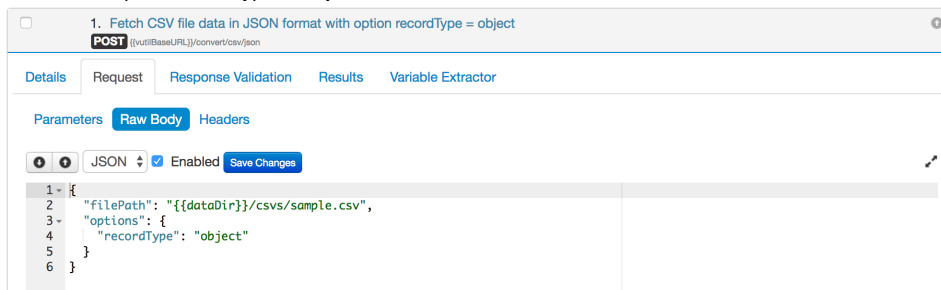 1. Fetch CSV file data in JSON format with option recordType = object
POST {{vutilBaseURL}}/convert/csv/json
Details Request Response Validation Results Variable Extractor
Parameters Raw Body Headers
JSON Enabled Save Changes
1 {
2 "filePath": "{{dataDir}}/csvs/sample.csv",
3 "options": {
4 "recordType": "object"
5 }
6 }